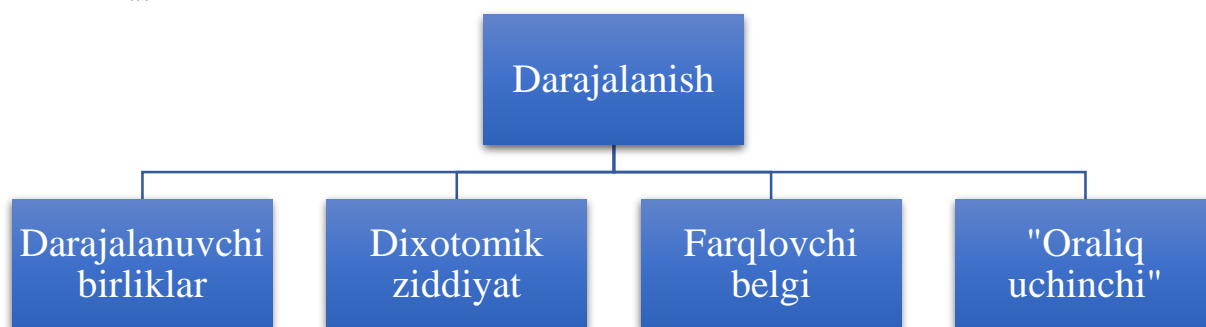 Darajalanish
Darajalanuvchi
birliklar
Dixotomik
ziddiyat
Farqlovchi
belgi
"Oraliq
uchinchi"